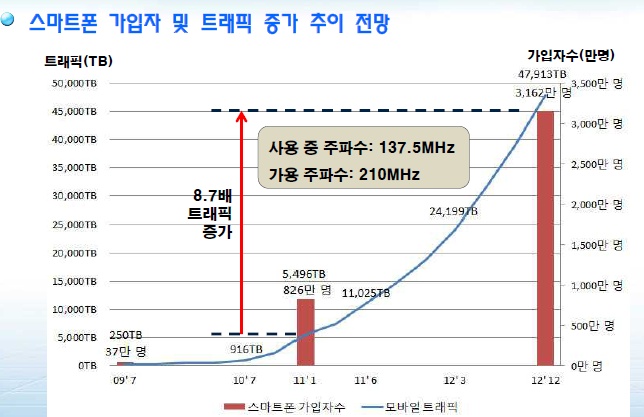 스마트폰 가입자 및 트래픽 증가 추이 전망
트래픽(TB)
가입자수(만명)
50,000TB
45,000TB
40,000TB
35,000TB
30,000TB
25,000TB
20,000TB
15,000TB
10,000TB
5,000TB
0TB
3,500만 명
3,000만 명
2,500만 명
2,000만 명
1,500만 명
1,000만 명
500만 명
0만 명
사용 중 주파수: 137.5MHz
가용 주파수: 210MHz
8.7배
트래픽
증가
250TB
37만 명
916TB
5,496TB
826만 명
11,025TB
24,199TB
47,913TB
3,162만 명
09'7
10'7
11'1
11'6
12'3
12'12
스마트폰 가입자수
모바일 트래픽